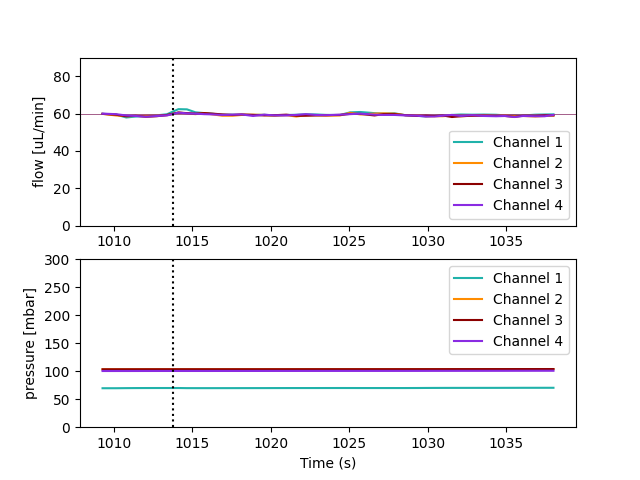 80
60
40
20
0
flow [uL/min]
Channel 1
Channel 2
Channel 3
Channel 4
1010 1015 1020 1025 1030 1035
300
250
200
150
100
50
0
pressure [mbar]
Channel 1
Channel 2
Channel 3
Channel 4
1010 1015 1020 1025 1030 1035
Time (s)